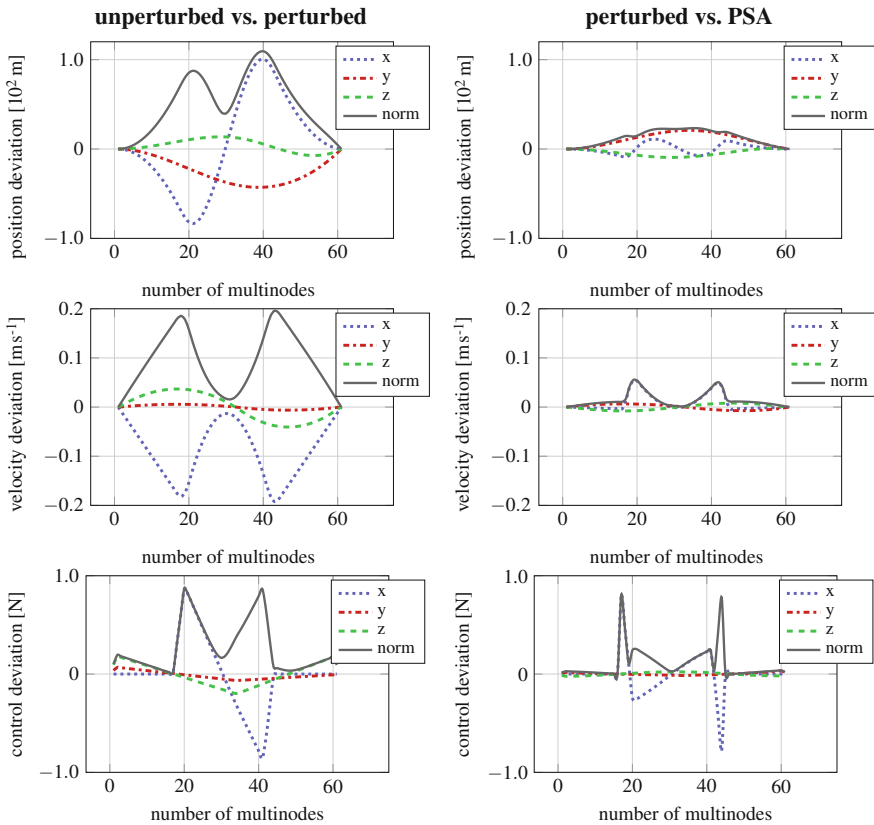 unperturbed vs. perturbed
position deviation [10² m]
1.0
0
−1.0
0
20
40
60
number of multinodes
x
y
z
norm
perturbed vs. PSA
position deviation [10² m]
1.0
0
−1.0
0
20
40
60
number of multinodes
x
y
z
norm
velocity deviation [ms⁻¹]
0.2
0.1
0
−0.1
−0.2
0
20
40
60
number of multinodes
x
y
z
norm
velocity deviation [ms⁻¹]
0.2
0.1
0
−0.1
−0.2
0
20
40
60
number of multinodes
x
y
z
norm
control deviation [N]
1.0
0
−1.0
0
20
40
60
number of multinodes
x
y
z
norm
control deviation [N]
1.0
0
−1.0
0
20
40
60
number of multinodes
x
y
z
norm